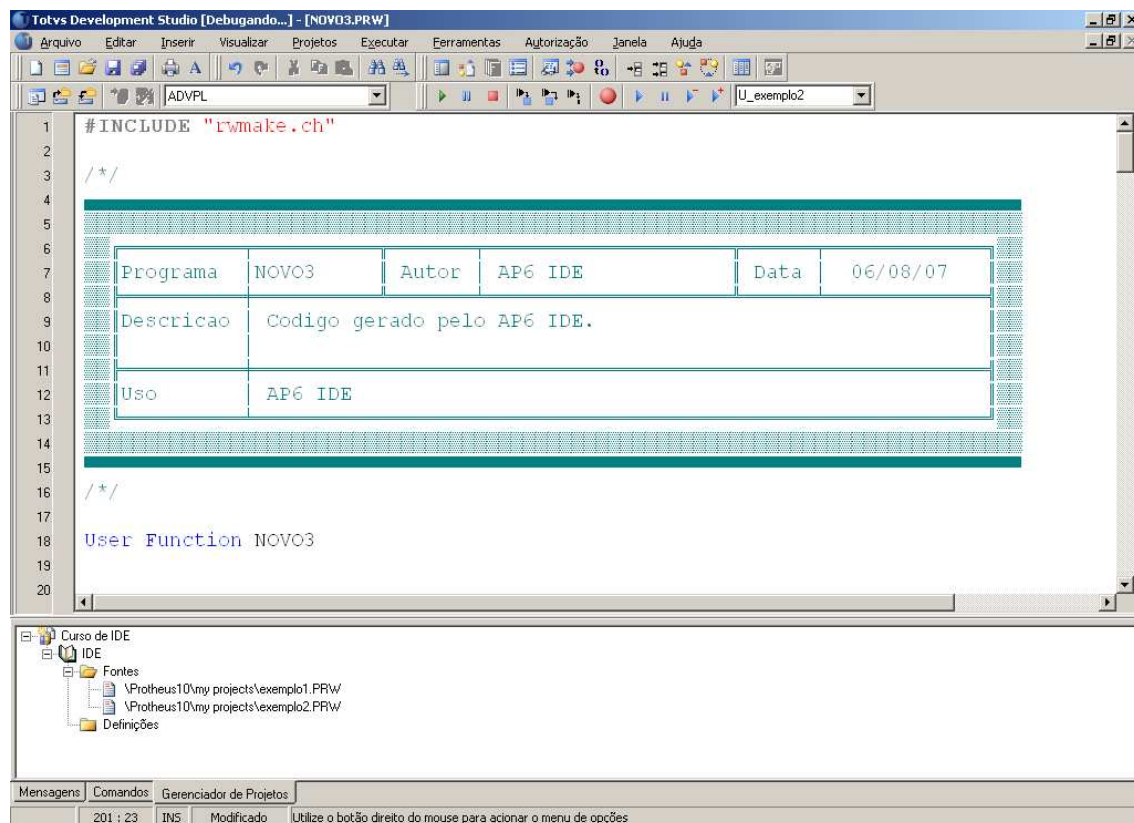 Totvs Development Studio [Debugando...] - [NOVO3.PRW]
Arquivo Editar Inserir Visualizar Projetos Executar Ferramentas Autorização Janela Ajuda
ADVPL U_exemplo2
1 #INCLUDE "rwmake.ch"
2
3 /*/
4
5
6
7 Programa NOVO3 Autor AP6 IDE Data 06/08/07
8
9 Descricao Codigo gerado pelo AP6 IDE.
10
11
12 Uso AP6 IDE
13
14
15
16 /*/
17
18 User Function NOVO3
19
20
Curso de IDE
IDE
Fontes
\Protheus10\my projects\exemplo1.PRW
\Protheus10\my projects\exemplo2.PRW
Definições
Mensagens Comandos Gerenciador de Projetos
201 : 23 INS Modificado Utilize o botão direito do mouse para acionar o menu de opções